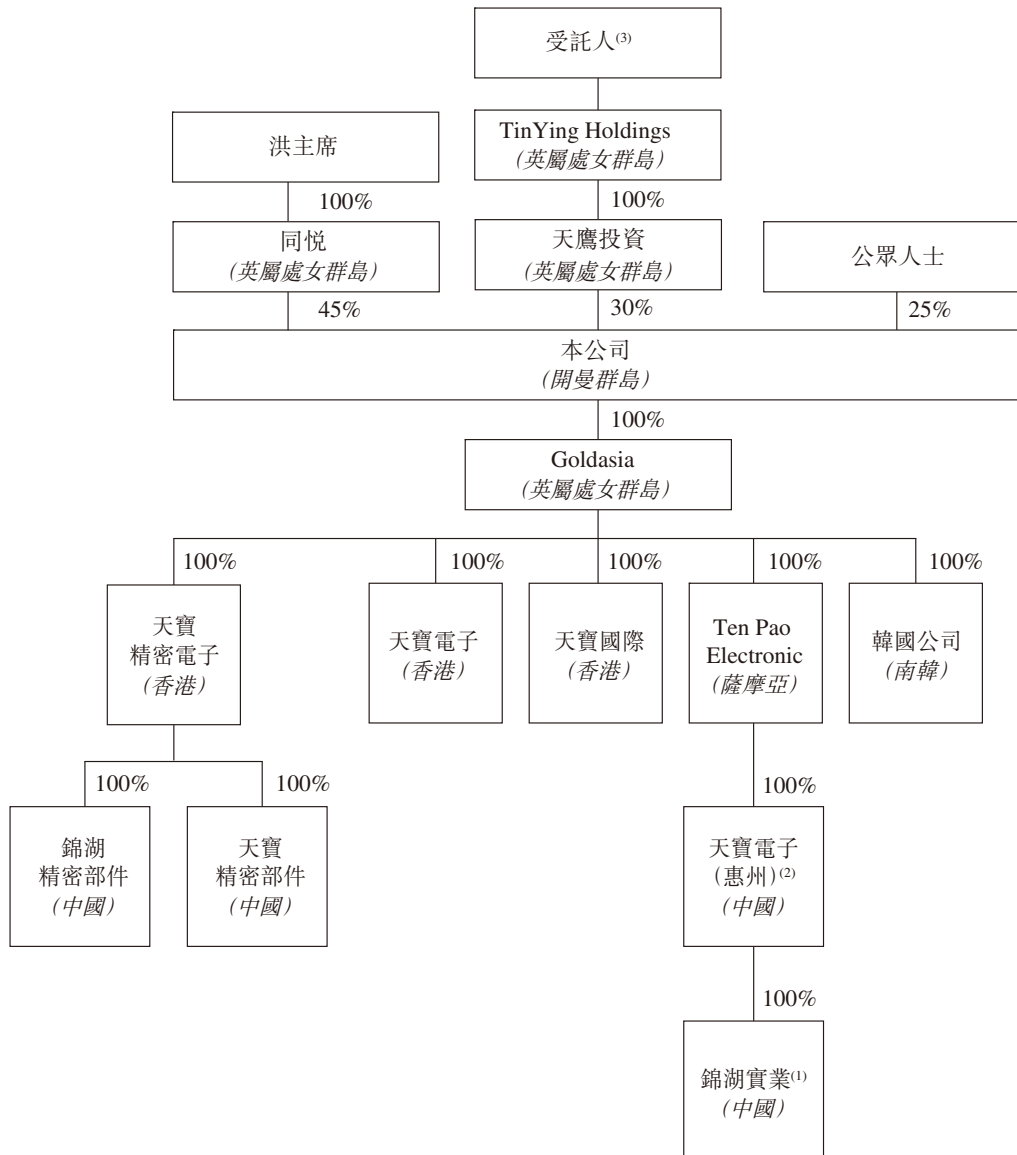 受託人(3)
洪主席
TinYing Holdings
(英屬處女群島)
100%
100%
同悅
(英屬處女群島)
天鷹投資
(英屬處女群島)
公眾人士
45%
30%
25%
本公司
(開曼群島)
100%
Goldasia
(英屬處女群島)
100%
100%
100%
100%
100%
天寶
精密電子
(香港)
天寶電子
(香港)
天寶國際
(香港)
Ten Pao
Electronic
(薩摩亞)
韓國公司
(南韓)
100%
100%
100%
錦湖
精密部件
(中國)
天寶
精密部件
(中國)
天寶電子
(惠州)(2)
(中國)
100%
錦湖實業(1)
(中國)